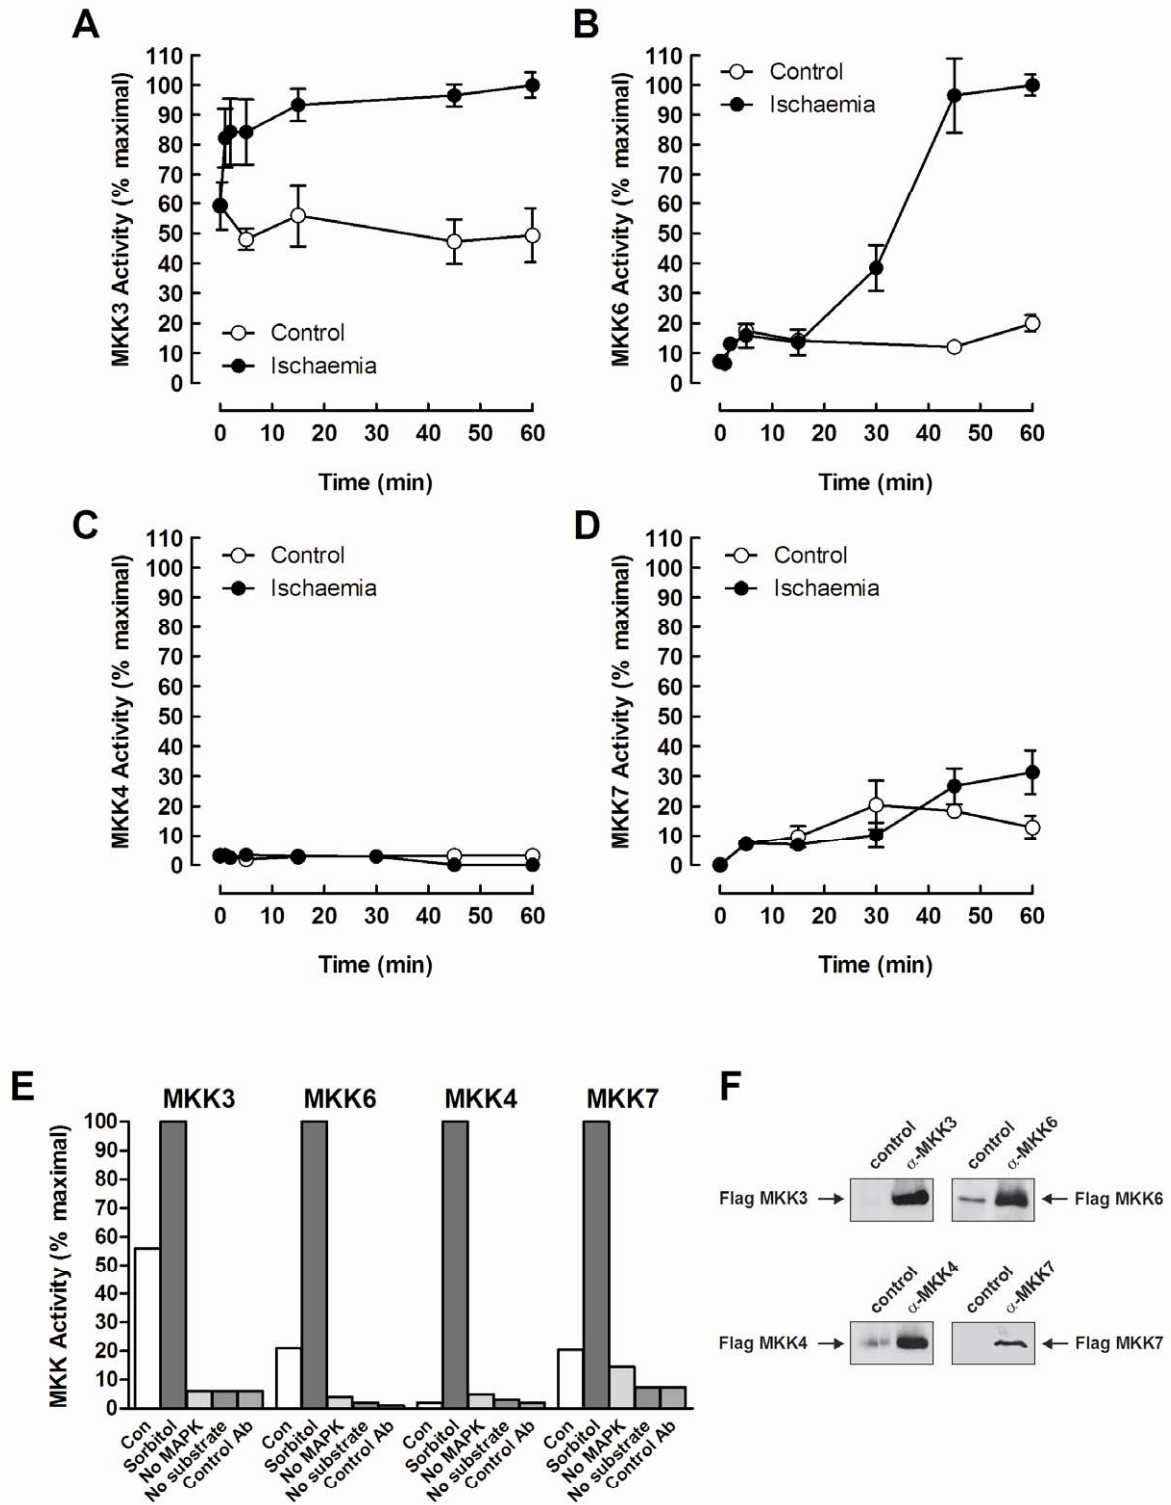 A
MKK3 Activity (% maximal)
110
100
90
80
70
60
50
40
30
20
10
0
Control
Ischaemia
0 10 20 30 40 50 60
Time (min)
B
MKK6 Activity (% maximal)
110
100
90
80
70
60
50
40
30
20
10
0
Control
Ischaemia
0 10 20 30 40 50 60
Time (min)
C
MKK4 Activity (% maximal)
110
100
90
80
70
60
50
40
30
20
10
0
Control
Ischaemia
0 10 20 30 40 50 60
Time (min)
D
MKK7 Activity (% maximal)
110
100
90
80
70
60
50
40
30
20
10
0
Control
Ischaemia
0 10 20 30 40 50 60
Time (min)
E
MKK3 MKK6 MKK4 MKK7
MKK Activity (% maximal)
100
90
80
70
60
50
40
30
20
10
0
Con
Sorbitol
No MAPK
No substrate
Control Ab
Con
Sorbitol
No MAPK
No substrate
Control Ab
Con
Sorbitol
No MAPK
No substrate
Control Ab
Con
Sorbitol
No MAPK
No substrate
Control Ab
F
control
α-MKK3
control
α-MKK6
Flag MKK3
Flag MKK6
control
α-MKK4
control
α-MKK7
Flag MKK4
Flag MKK7